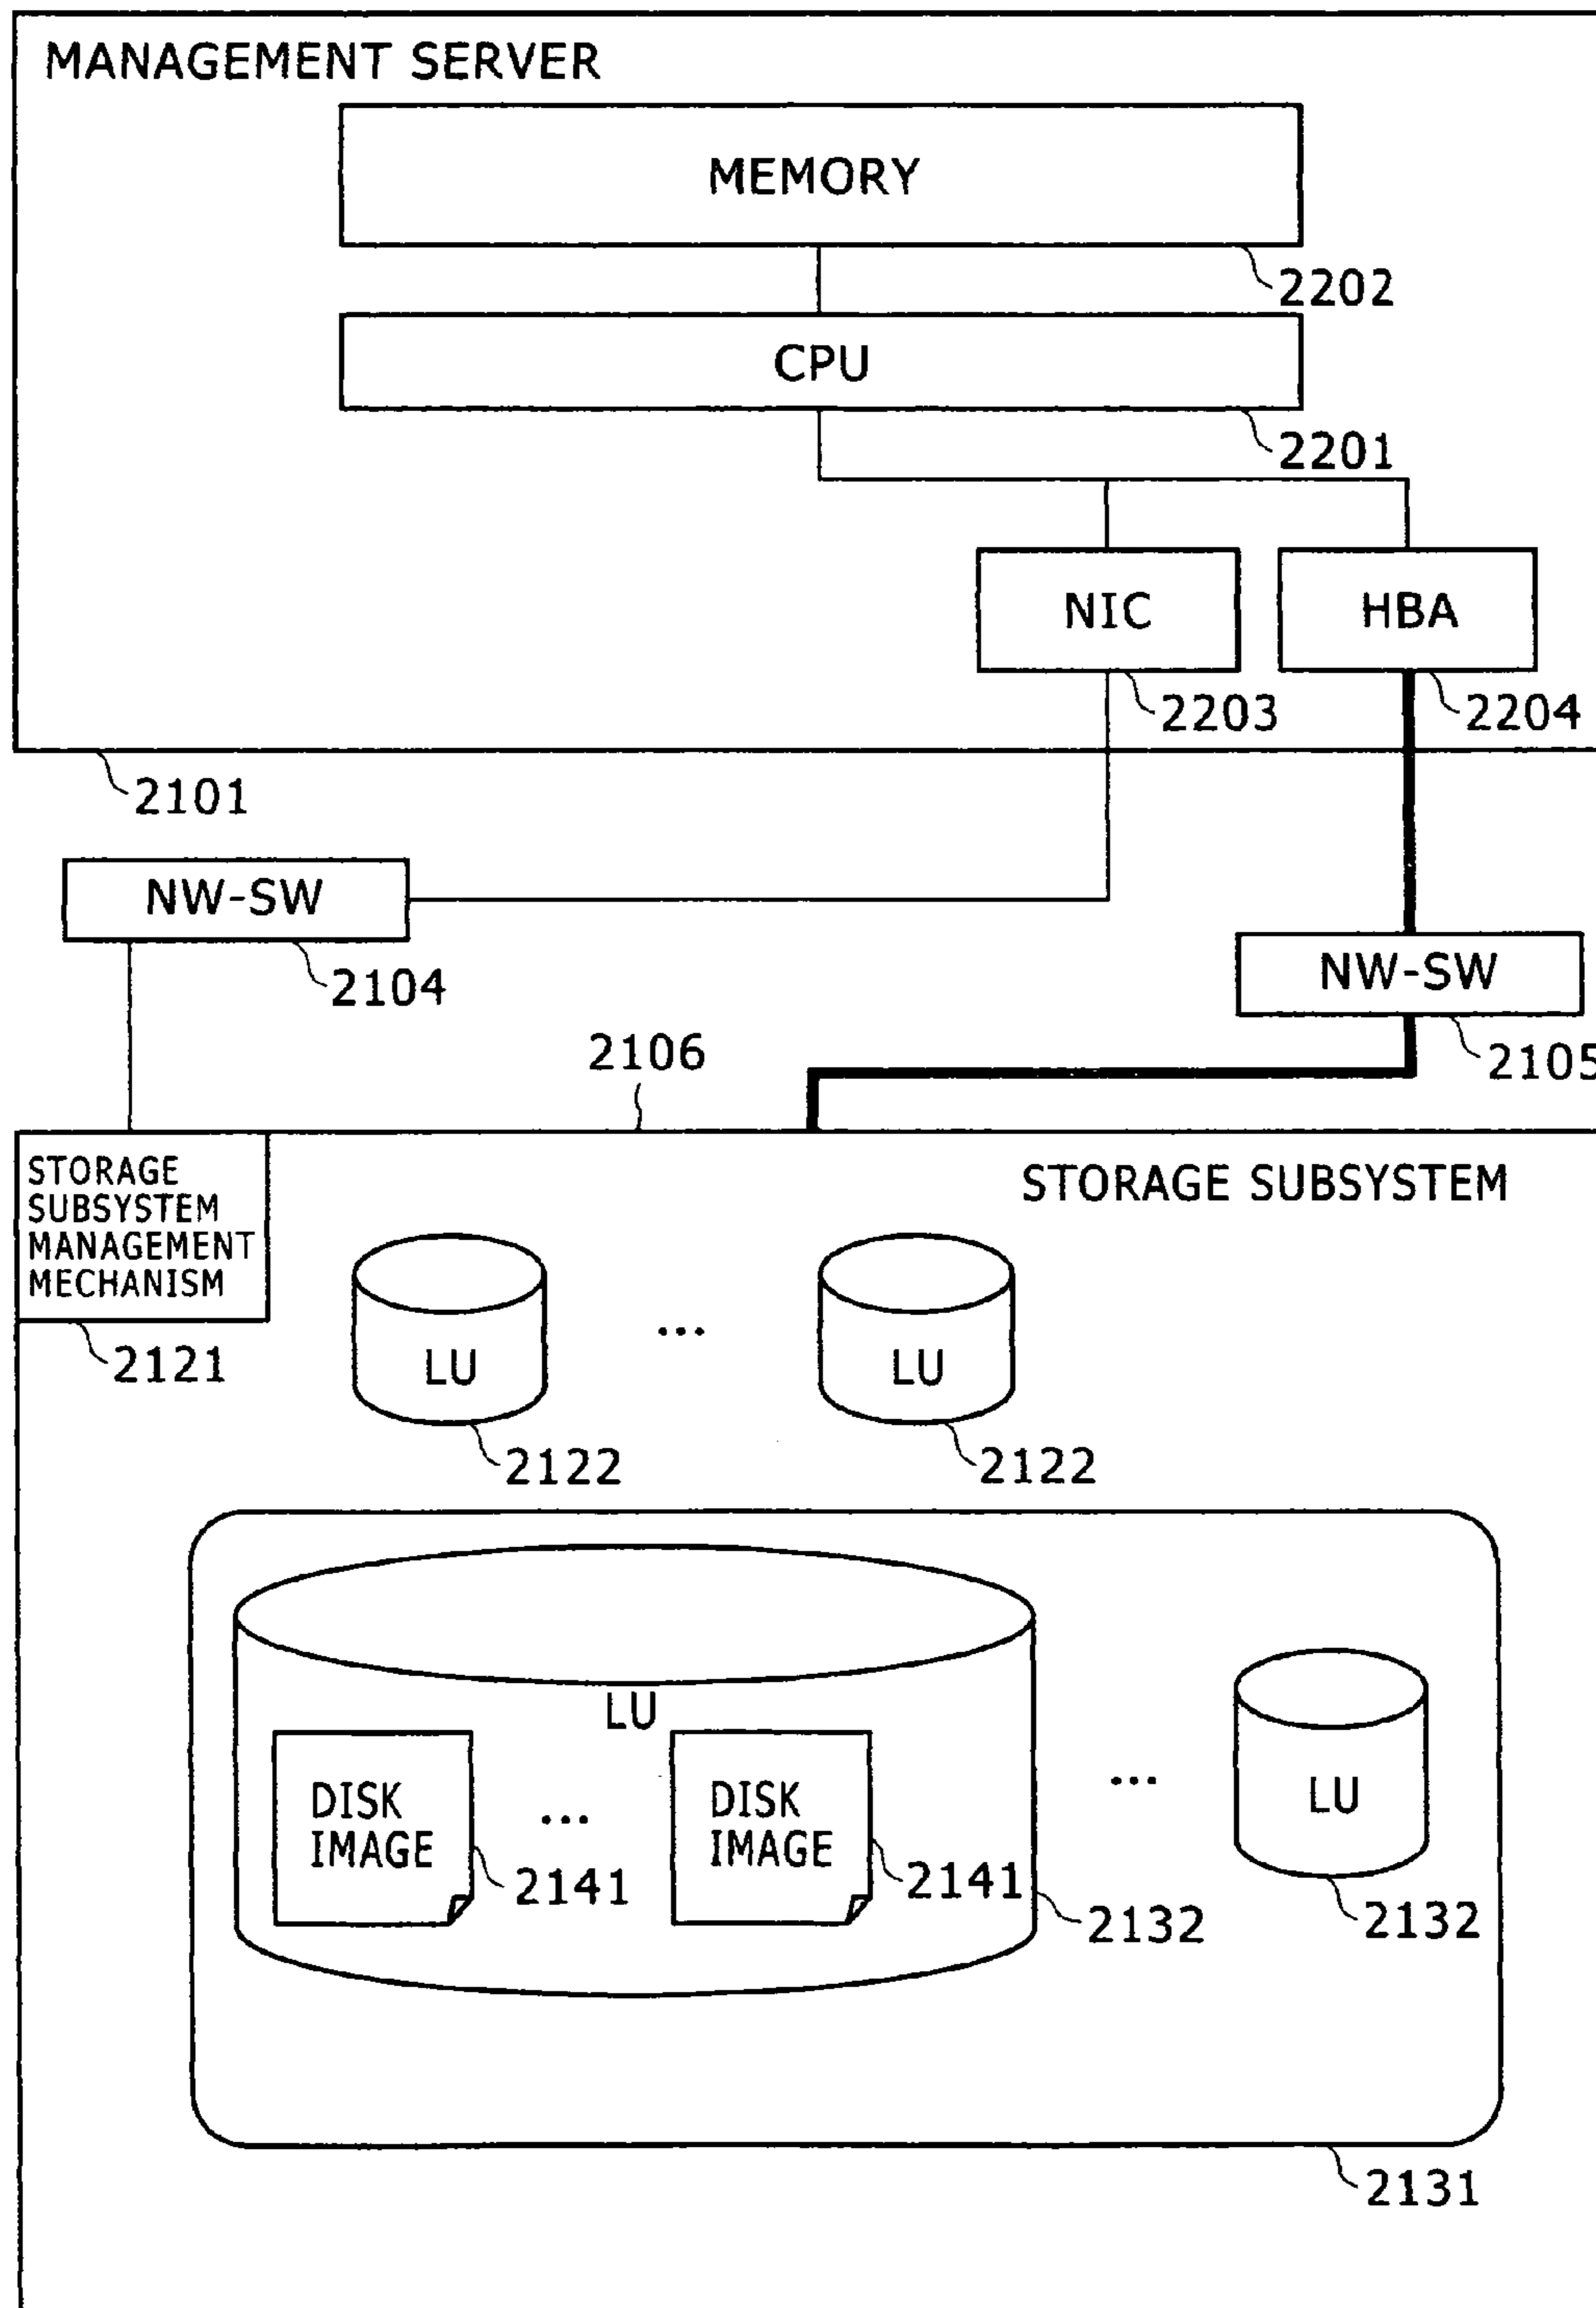 MANAGEMENT SERVER
MEMORY
2202
CPU
2201
NIC
HBA
2203
2204
2101
NW-SW
2104
NW-SW
2105
2106
STORAGE
SUBSYSTEM
MANAGEMENT
MECHANISM
2121
STORAGE SUBSYSTEM
LU
...
LU
2122
2122
LU
DISK
IMAGE
2141
...
DISK
IMAGE
2141
2132
...
LU
2132
2131